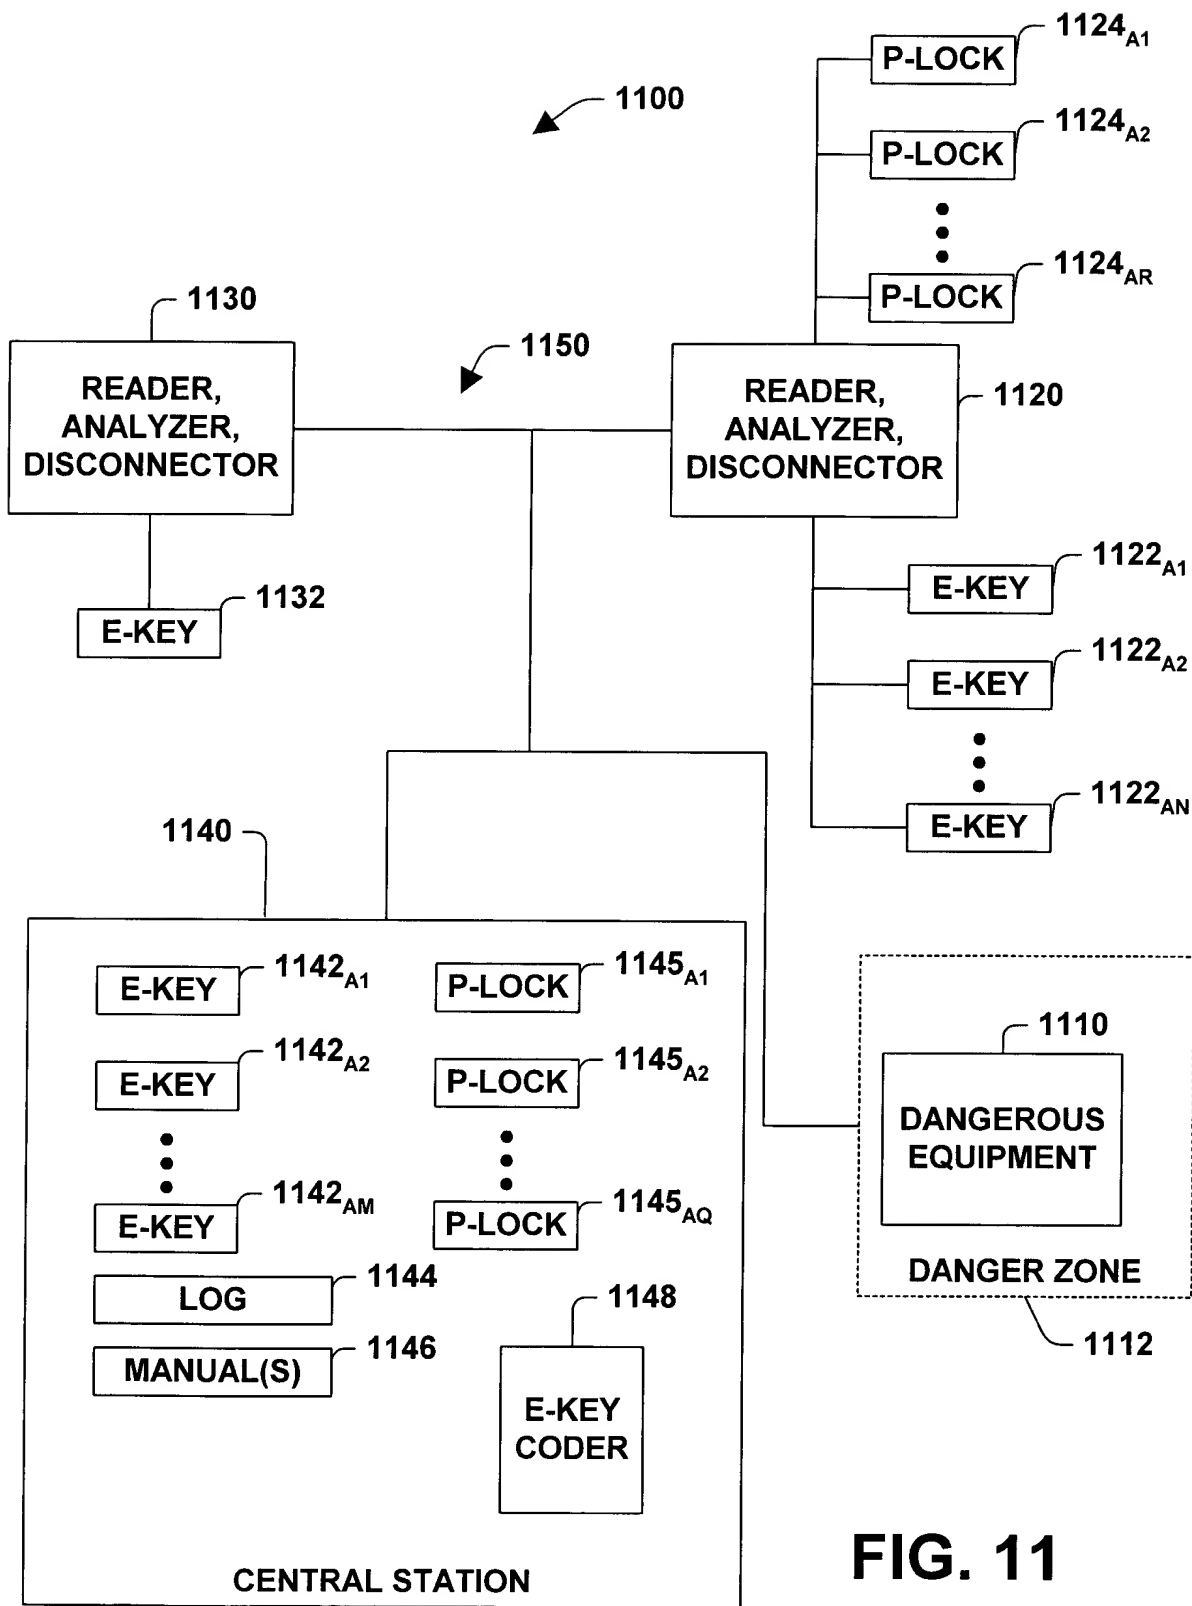 1124A1
P-LOCK
1100
1124A2
P-LOCK
1124AR
P-LOCK
1130
1150
READER,
ANALYZER,
DISCONNECTOR
READER,
ANALYZER,
DISCONNECTOR
1120
1122A1
E-KEY
1132
E-KEY
1122A2
E-KEY
1122AN
E-KEY
1140
1142A1
E-KEY
1145A1
P-LOCK
1142A2
E-KEY
1145A2
P-LOCK
1142AM
E-KEY
1145AQ
P-LOCK
1110
DANGEROUS
EQUIPMENT
DANGER ZONE
1112
1144
LOG
1146
MANUAL(S)
1148
E-KEY
CODER
CENTRAL STATION
FIG. 11